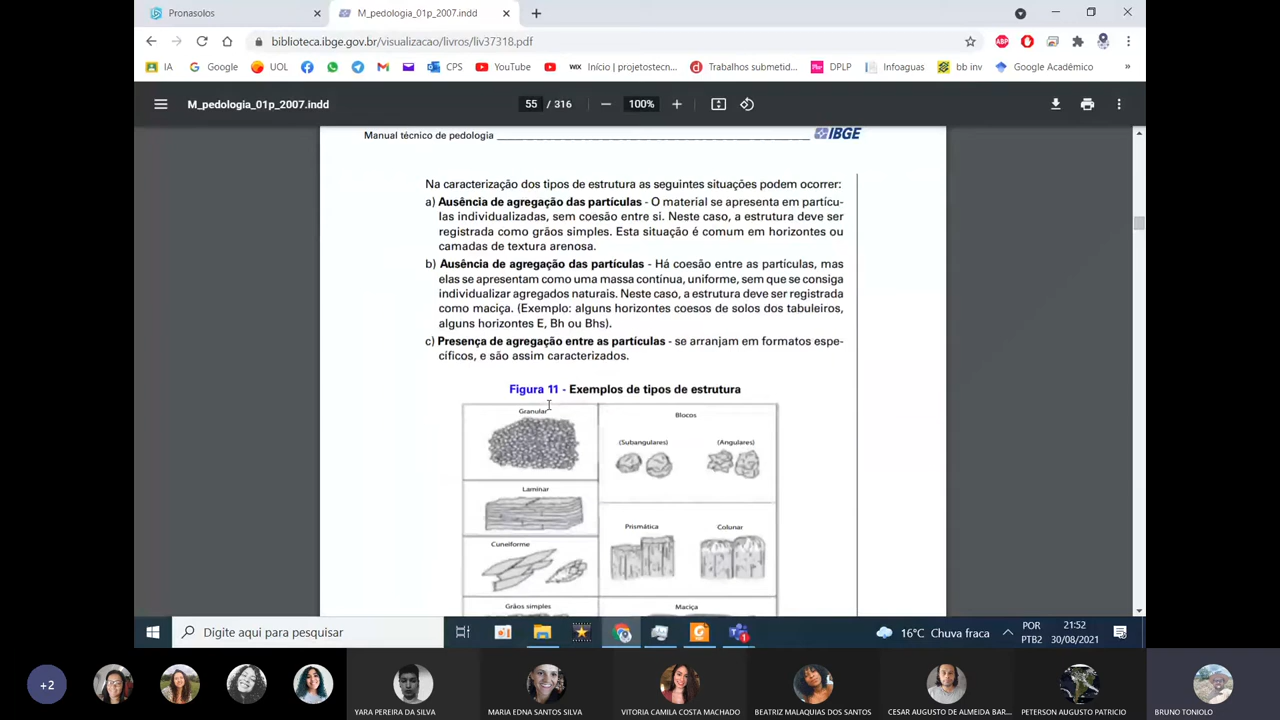 Pronasolos
M_pedologia_01p_2007.indd
biblioteca.ibge.gov.br/visualizacao/livros/liv37318.pdf
ABP
IA
Google
UOL
CPS
YouTube
WIX Início | projetostecn...
Trabalhos submetid...
DPLP
Infoaguas
bb inv
Google Acadêmico
»
M_pedologia_01p_2007.indd
55 / 316
100%
Manual técnico de pedologia
IBGE
Na caracterização dos tipos de estrutura as seguintes situações podem ocorrer:
a) Ausência de agregação das partículas - O material se apresenta em partícu-
las individualizadas, sem coesão entre si. Neste caso, a estrutura deve ser
registrada como grãos simples. Esta situação é comum em horizontes ou
camadas de textura arenosa.
b) Ausência de agregação das partículas - Há coesão entre as partículas, mas
elas se apresentam como uma massa contínua, uniforme, sem que se consiga
individualizar agregados naturais. Neste caso, a estrutura deve ser registrada
como maciça. (Exemplo: alguns horizontes coesos de solos dos tabuleiros,
alguns horizontes E, Bh ou Bhs).
c) Presença de agregação entre as partículas - se arranjam em formatos espe-
cíficos, e são assim caracterizados.
Figura 11 - Exemplos de tipos de estrutura
Granular
Blocos
(Subangulares)
(Angulares)
Laminar
Prismática
Colunar
Cuneiforme
Grãos simples
Maciça
Digite aqui para pesquisar
1
16°C Chuva fraca
POR
PTB2
21:52
30/08/2021
+2
YARA PEREIRA DA SILVA
MARIA EDNA SANTOS SILVA
VITORIA CAMILA COSTA MACHADO
BEATRIZ MALAQUIAS DOS SANTOS
CESAR AUGUSTO DE ALMEIDA BAR...
PETERSON AUGUSTO PATRICIO
BRUNO TONIOLO